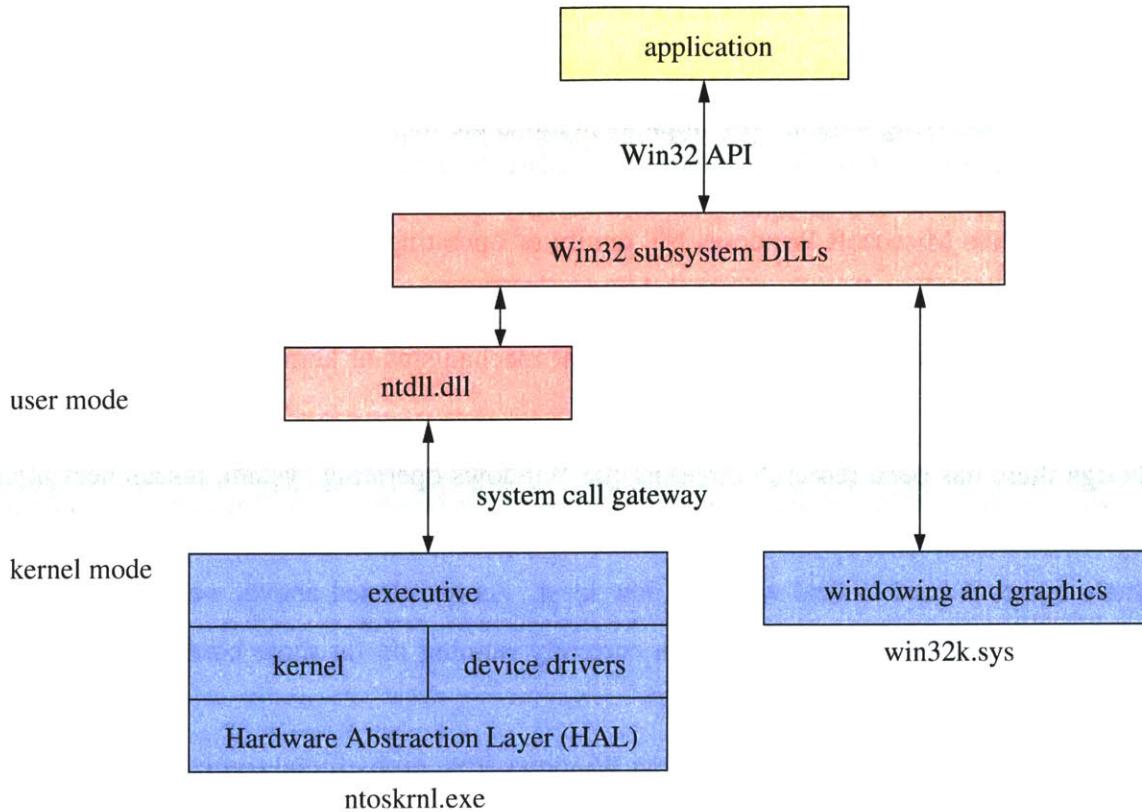 application
Win32 API
Win32 subsystem DLLs
ntdll.dll
user mode
system call gateway
kernel mode
executive
windowing and graphics
kernel
device drivers
win32k.sys
Hardware Abstraction Layer (HAL)
ntoskrnl.exe